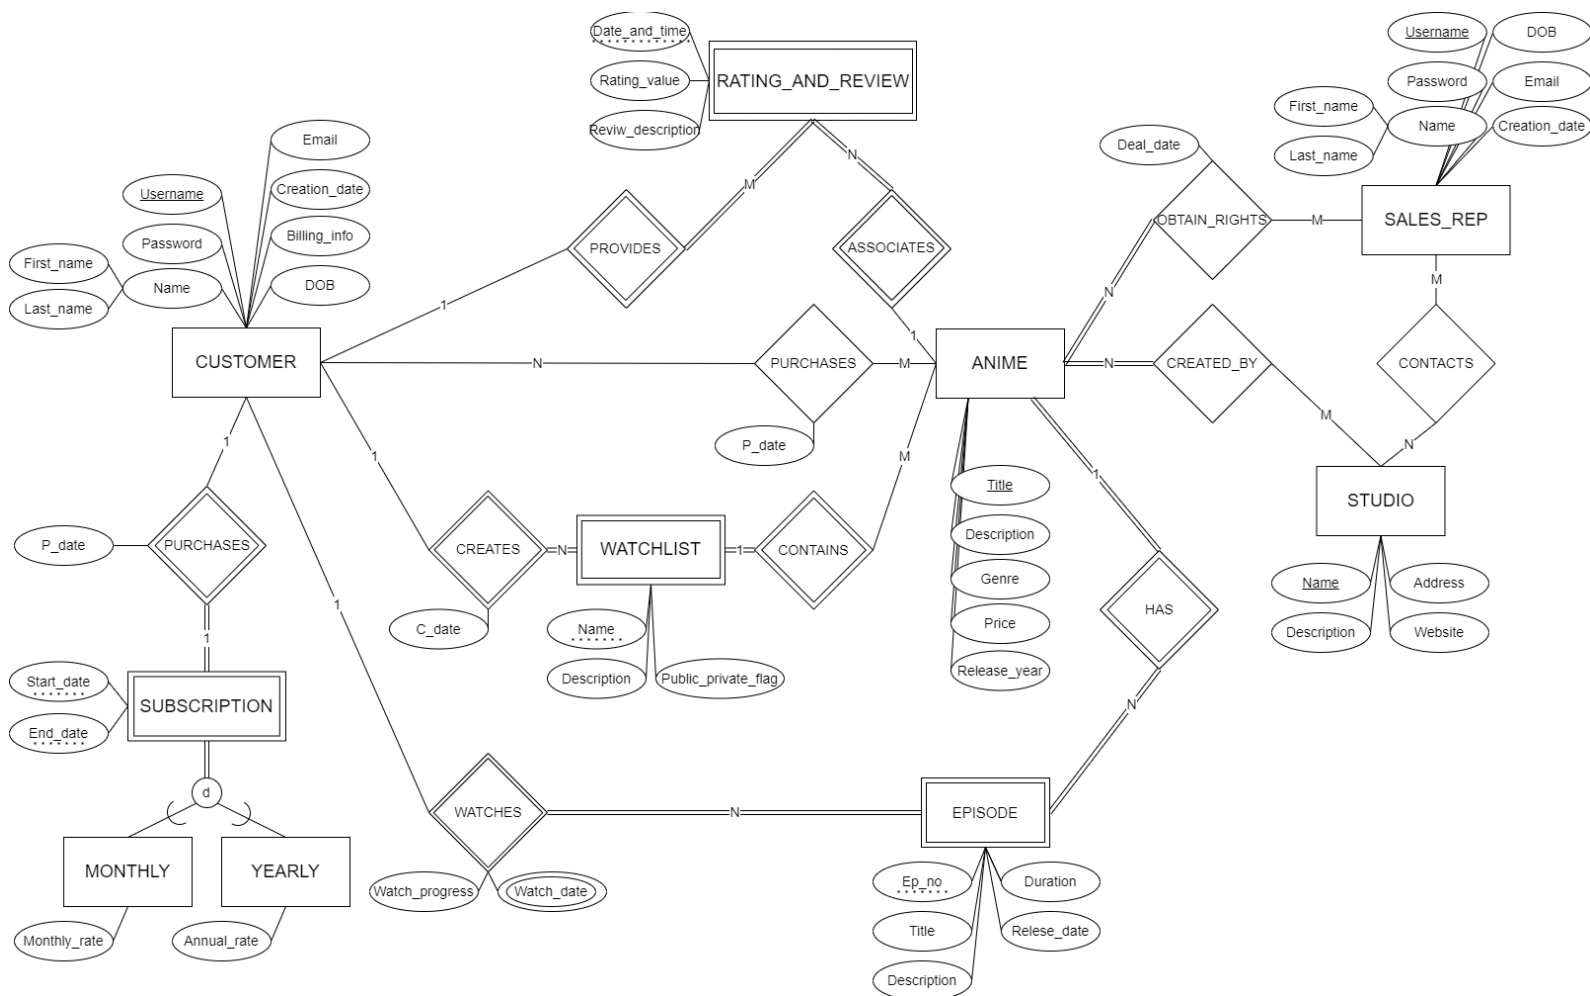 Date_and_time
Rating_value
Reviw_description
RATING_AND_REVIEW
Username
DOB
Password
Email
First_name
Name
Creation_date
Last_name
Deal_date
OBTAIN_RIGHTS
M
SALES_REP
N
M
N
Email
Creation_date
Username
Billing_info
Password
DOB
First_name
Name
Last_name
CUSTOMER
M
PROVIDES
1
N
ASSOCIATES
1
N
PURCHASES
M
P_date
ANIME
N
CREATED_BY
M
CONTACTS
N
STUDIO
Name
Address
Description
Website
1
P_date
PURCHASES
1
1
C_date
CREATES
N
WATCHLIST
1
CONTAINS
M
Name
Description
Public_private_flag
Title
Description
Genre
Price
Release_year
1
HAS
N
Start_date
End_date
SUBSCRIPTION
d
MONTHLY
YEARLY
Monthly_rate
Annual_rate
1
WATCHES
N
Watch_progress
Watch_date
EPISODE
Ep_no
Duration
Title
Relese_date
Description